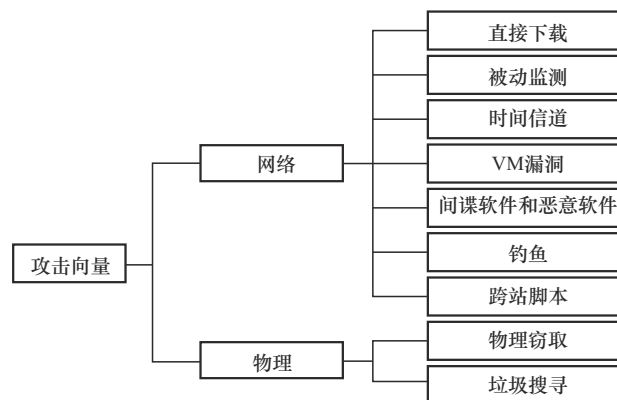 攻击向量
网络
直接下载
被动监测
时间信道
VM漏洞
间谍软件和恶意软件
钓鱼
跨站脚本
物理
物理窃取
垃圾搜寻